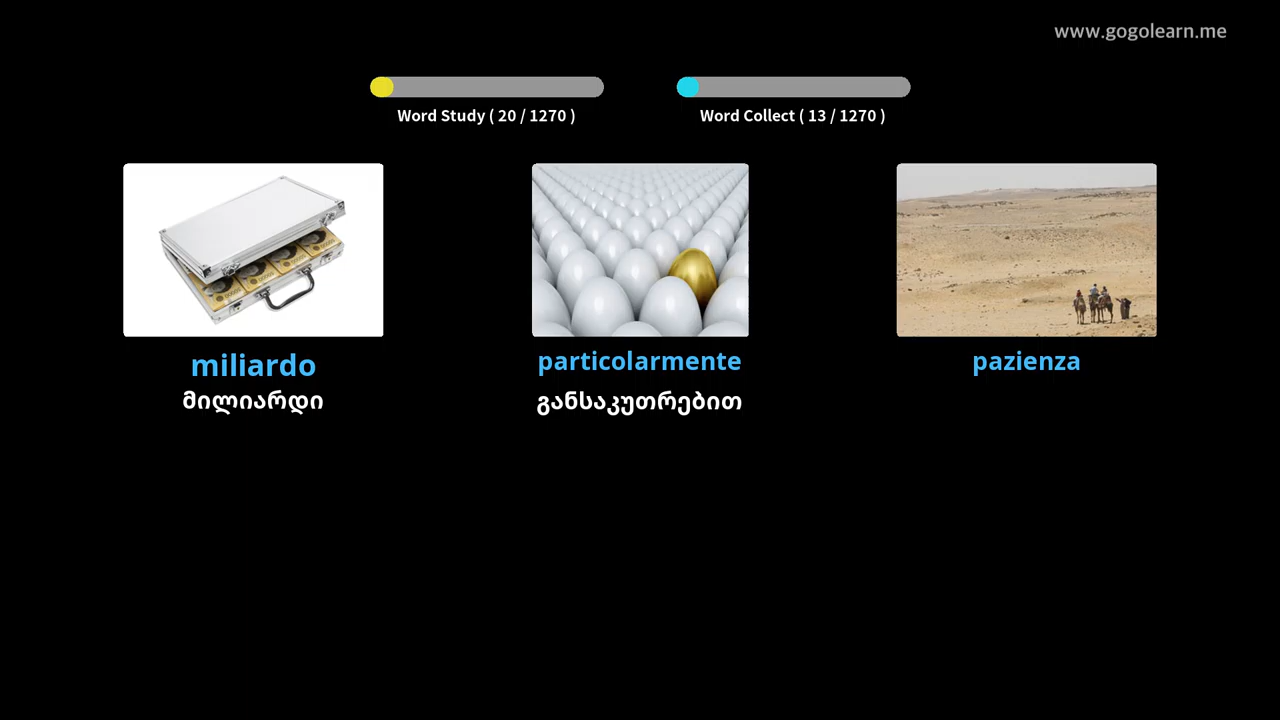 www.gogolearn.me
Word Study ( 20 / 1270 )
Word Collect ( 13 / 1270 )
miliardo
მილიარდი
particolarmente
განსაკუთრებით
pazienza